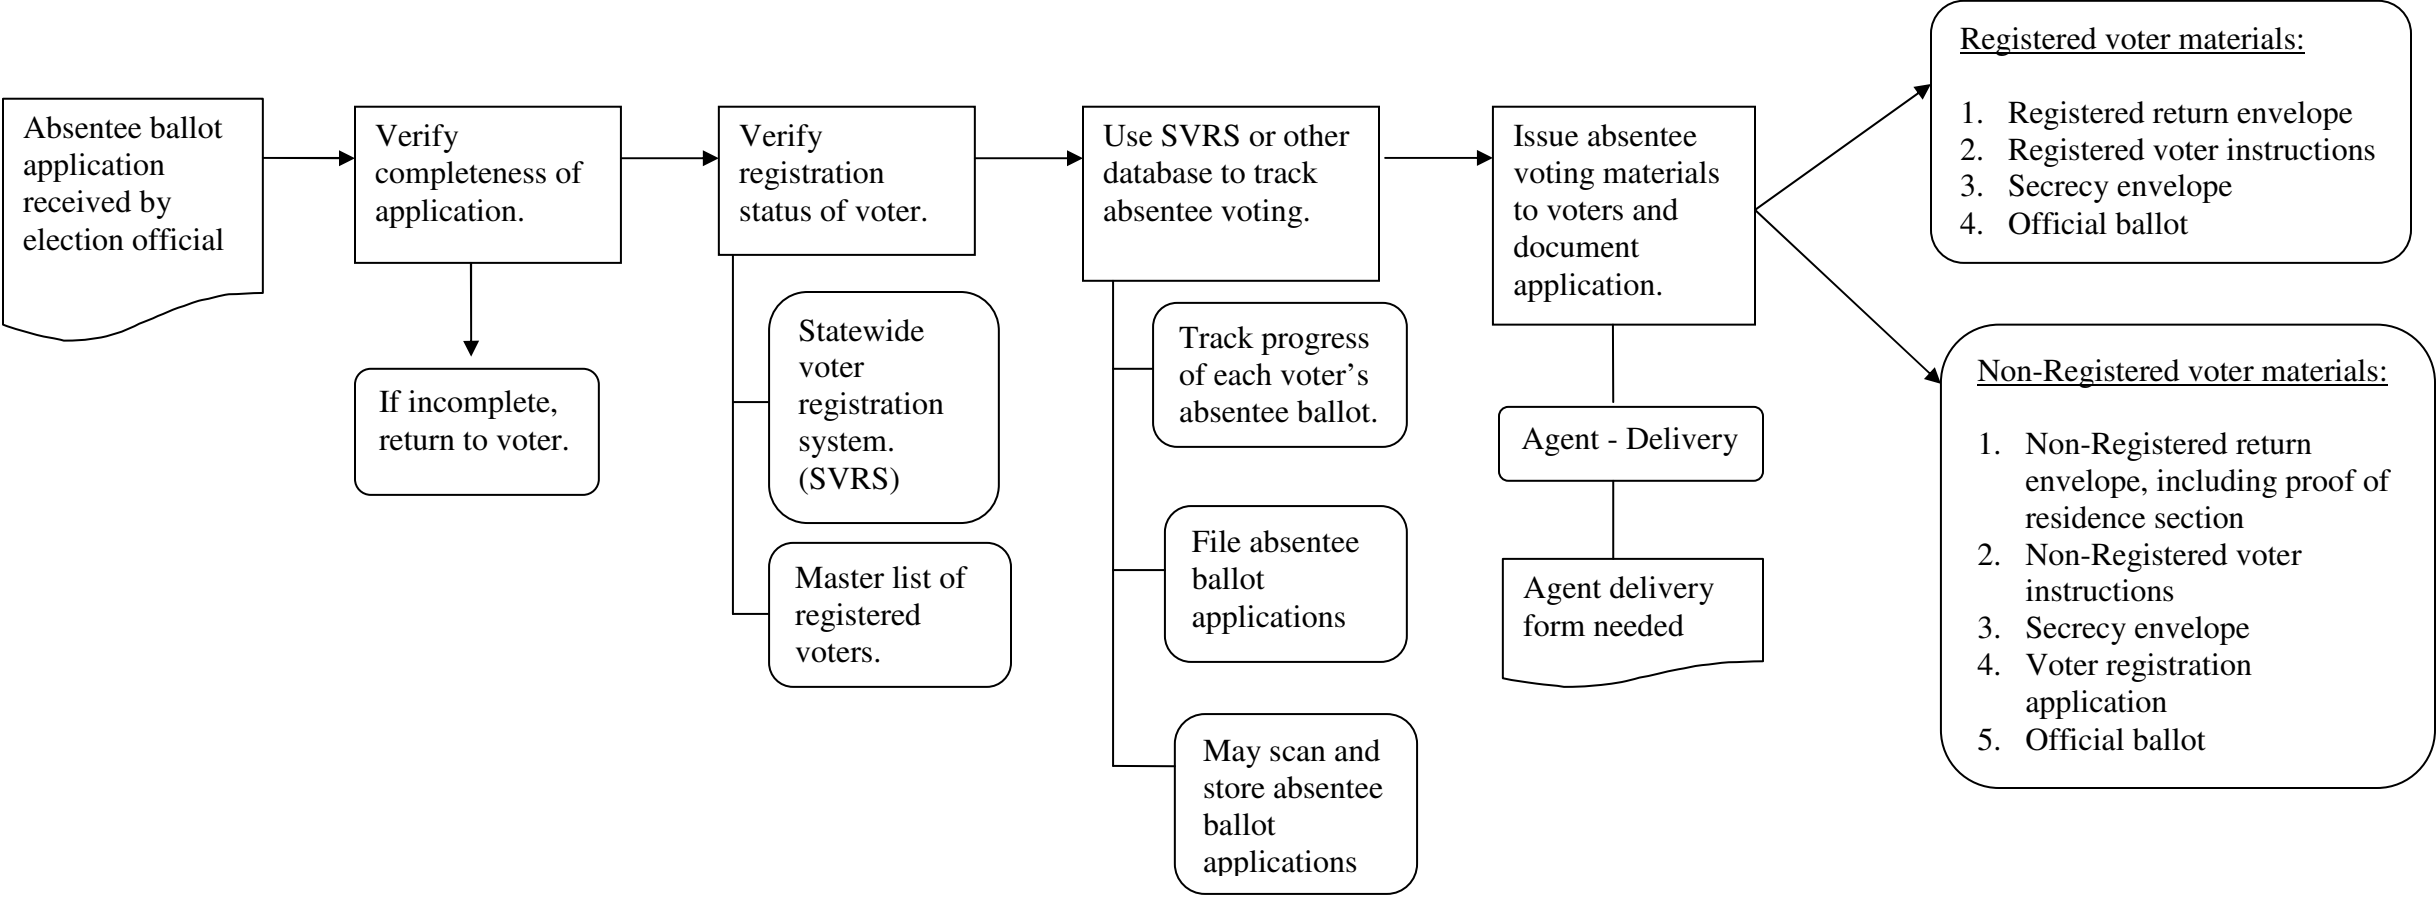 Absentee ballot
application
received by
election official
Verify
completeness of
application.
If incomplete,
return to voter.
Verify
registration
status of voter.
Statewide
voter
registration
system.
(SVRS)
Master list of
registered
voters.
Use SVRS or other
database to track
absentee voting.
Track progress
of each voter’s
absentee ballot.
File absentee
ballot
applications
May scan and
store absentee
ballot
applications
Issue absentee
voting materials
to voters and
document
application.
Agent - Delivery
Agent delivery
form needed
Registered voter materials:
1. Registered return envelope
2. Registered voter instructions
3. Secrecy envelope
4. Official ballot
Non-Registered voter materials:
1. Non-Registered return
envelope, including proof of
residence section
2. Non-Registered voter
instructions
3. Secrecy envelope
4. Voter registration
application
5. Official ballot